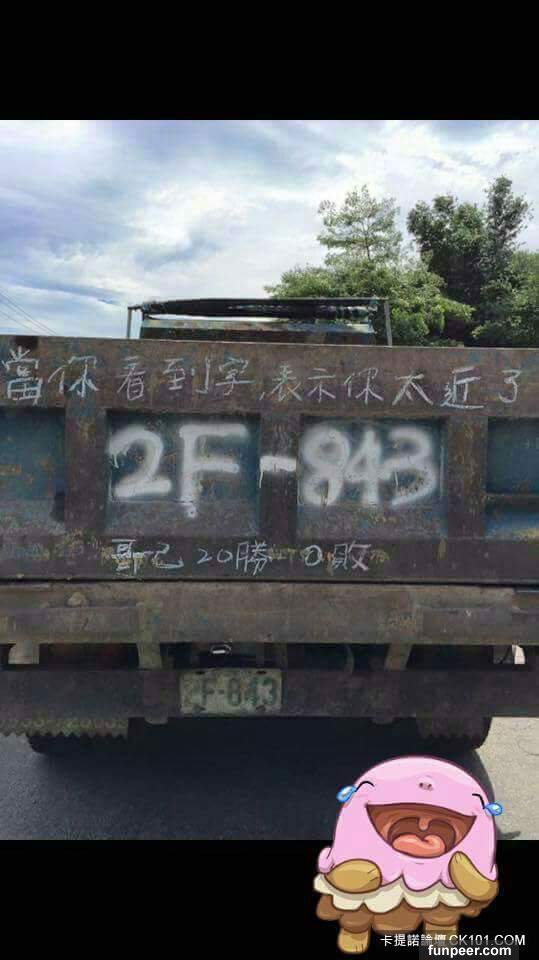 當你看到字,表示你太近了
2F-843
哥已20勝 0敗
2F-843
卡提諾論壇 CK101.COM
funpeer.com